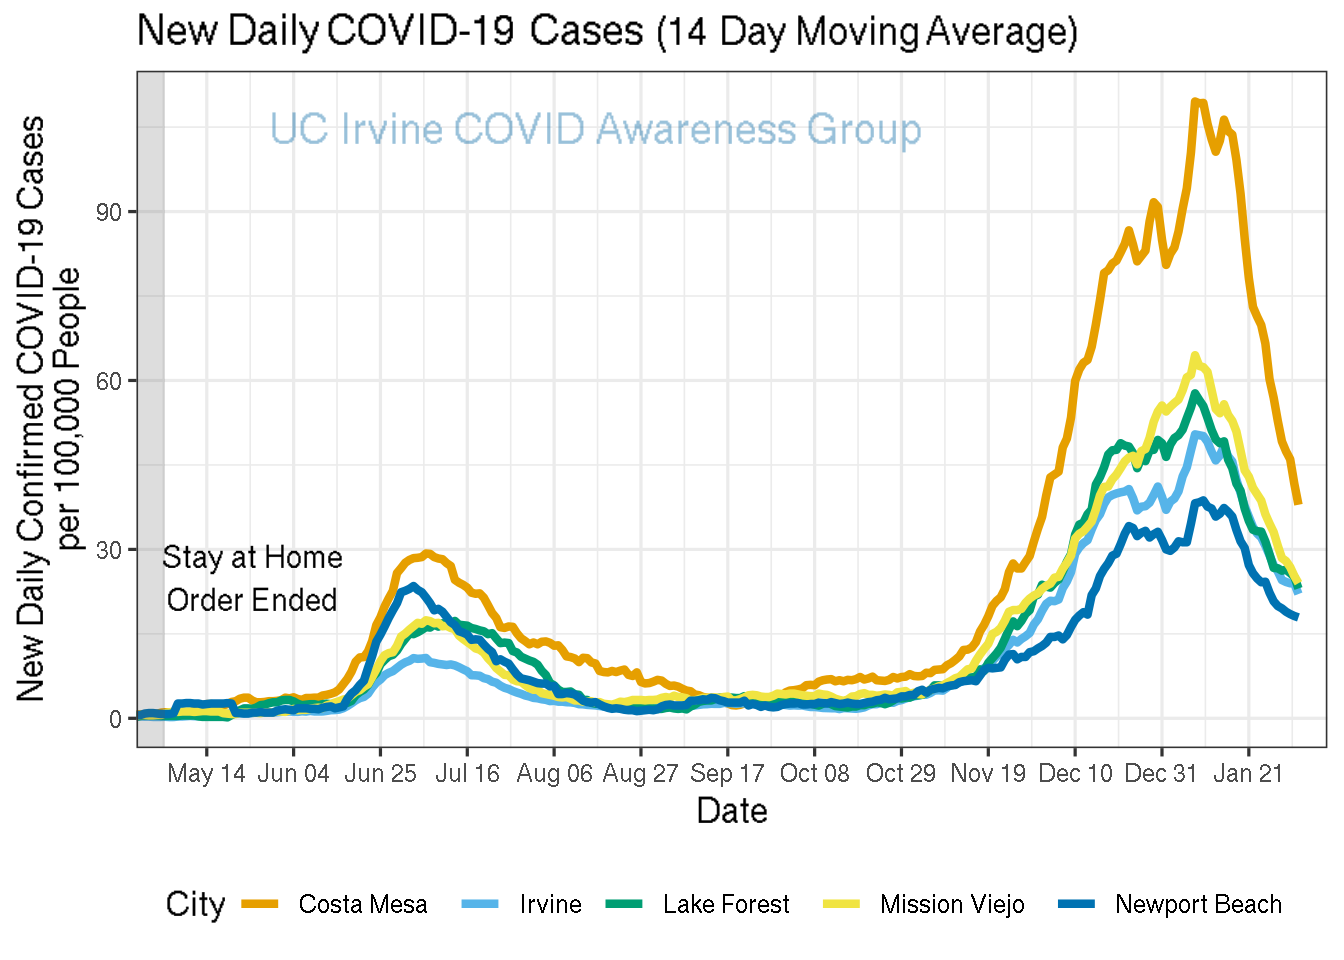 New Daily COVID-19 Cases (14 Day Moving Average)
UC Irvine COVID Awareness Group
New Daily Confirmed COVID-19 Cases
per 100,000 People
90
60
30
0
Stay at Home
Order Ended
May 14 Jun 04 Jun 25 Jul 16 Aug 06 Aug 27 Sep 17 Oct 08 Oct 29 Nov 19 Dec 10 Dec 31 Jan 21
Date
City Costa Mesa Irvine Lake Forest Mission Viejo Newport Beach